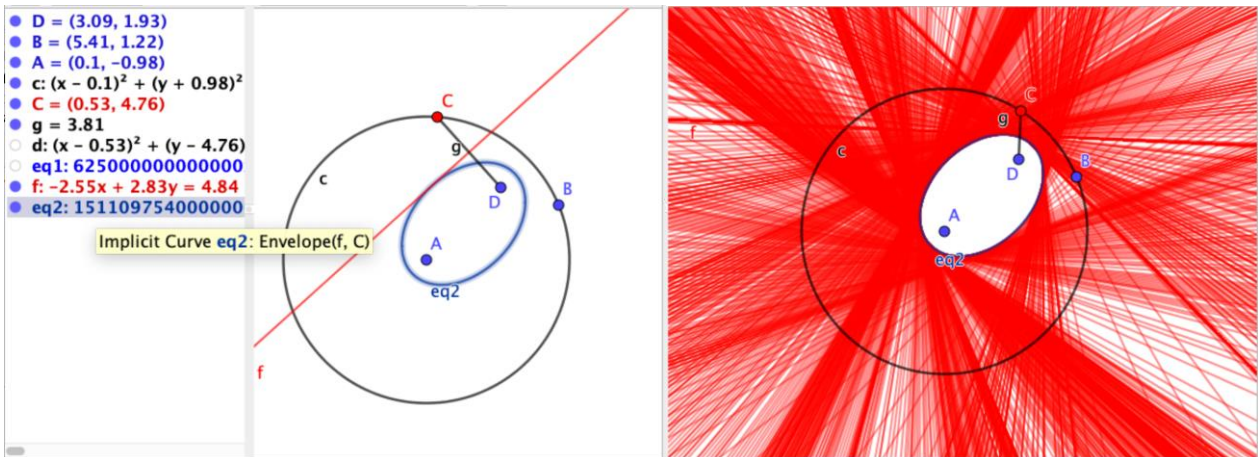 D = (3.09, 1.93)
B = (5.41, 1.22)
A = (0.1, −0.98)
c: (x − 0.1)² + (y + 0.98)²
C = (0.53, 4.76)
g = 3.81
d: (x − 0.53)² + (y − 4.76)
eq1: 625000000000000
f: −2.55x + 2.83y = 4.84
eq2: 151109754000000
Implicit Curve eq2: Envelope(f, C)
C
g
c
B
D
A
eq2
f
C
g
f
c
D
B
A
eq2